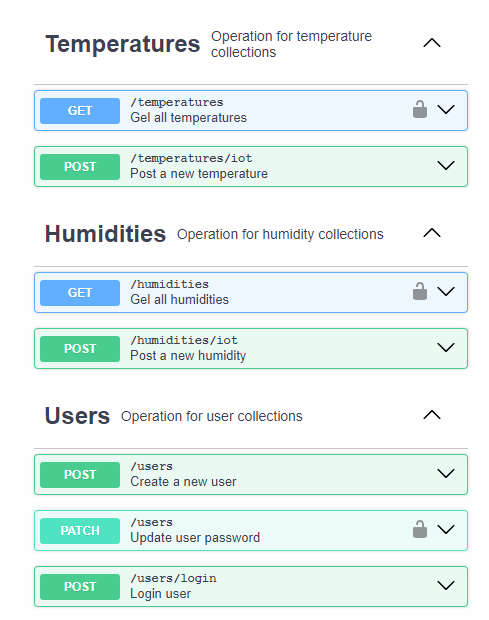 Temperatures Operation for temperature
collections
GET /temperatures
Gel all temperatures
POST /temperatures/iot
Post a new temperature
Humidities Operation for humidity collections
GET /humidities
Gel all humidities
POST /humidities/iot
Post a new humidity
Users Operation for user collections
POST /users
Create a new user
PATCH /users
Update user password
POST /users/login
Login user